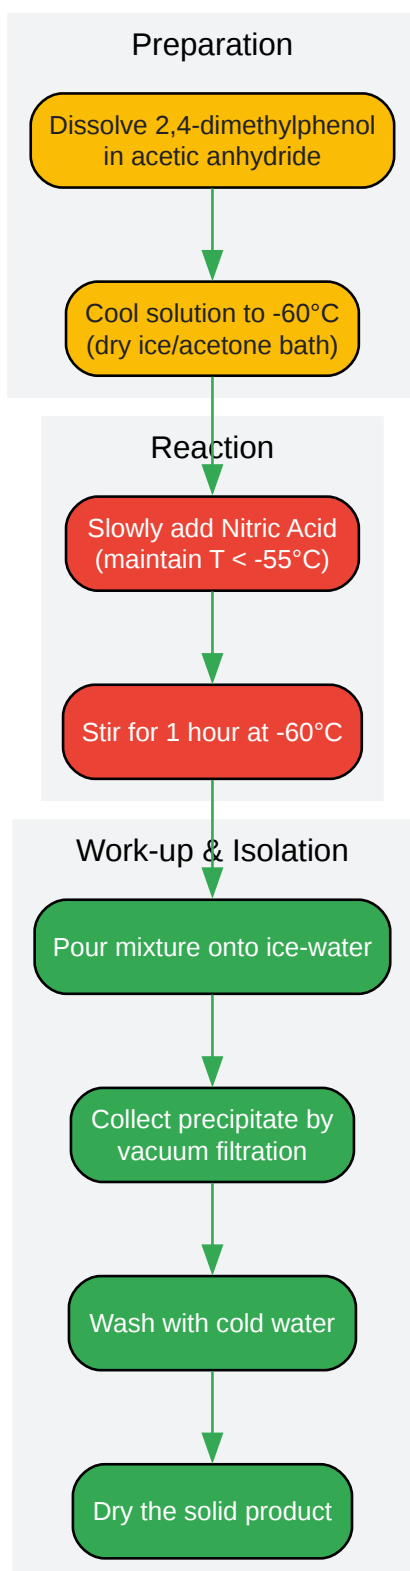 Preparation
Dissolve 2,4-dimethylphenol
in acetic anhydride
Cool solution to -60°C
(dry ice/acetone bath)
Reaction
Slowly add Nitric Acid
(maintain T < -55°C)
Stir for 1 hour at -60°C
Work-up & Isolation
Pour mixture onto ice-water
Collect precipitate by
vacuum filtration
Wash with cold water
Dry the solid product